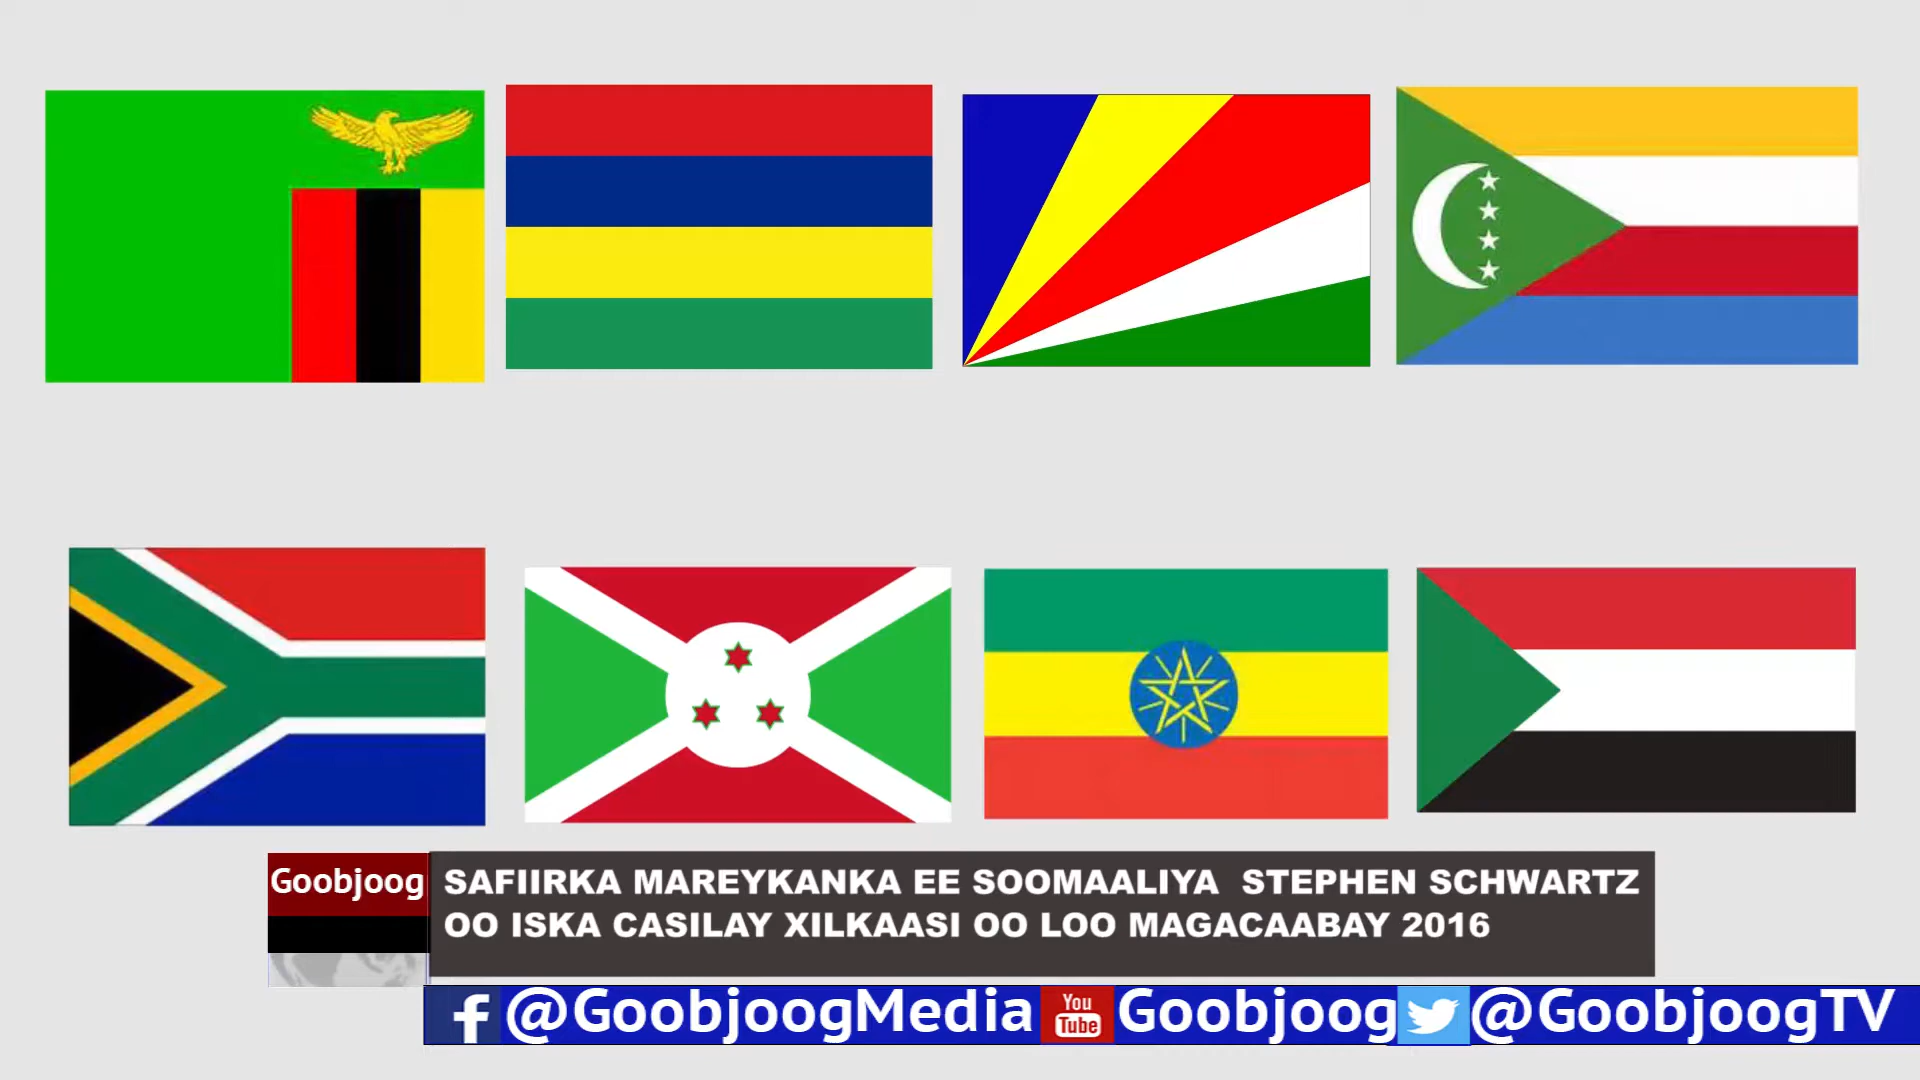 Goobjoog
SAFIIRKA MAREYKANKA EE SOOMAALIYA STEPHEN SCHWARTZ
OO ISKA CASILAY XILKAASI OO LOO MAGACAABAY 2016
f @GoobjoogMedia You Tube Goobjoog @GoobjoogTV